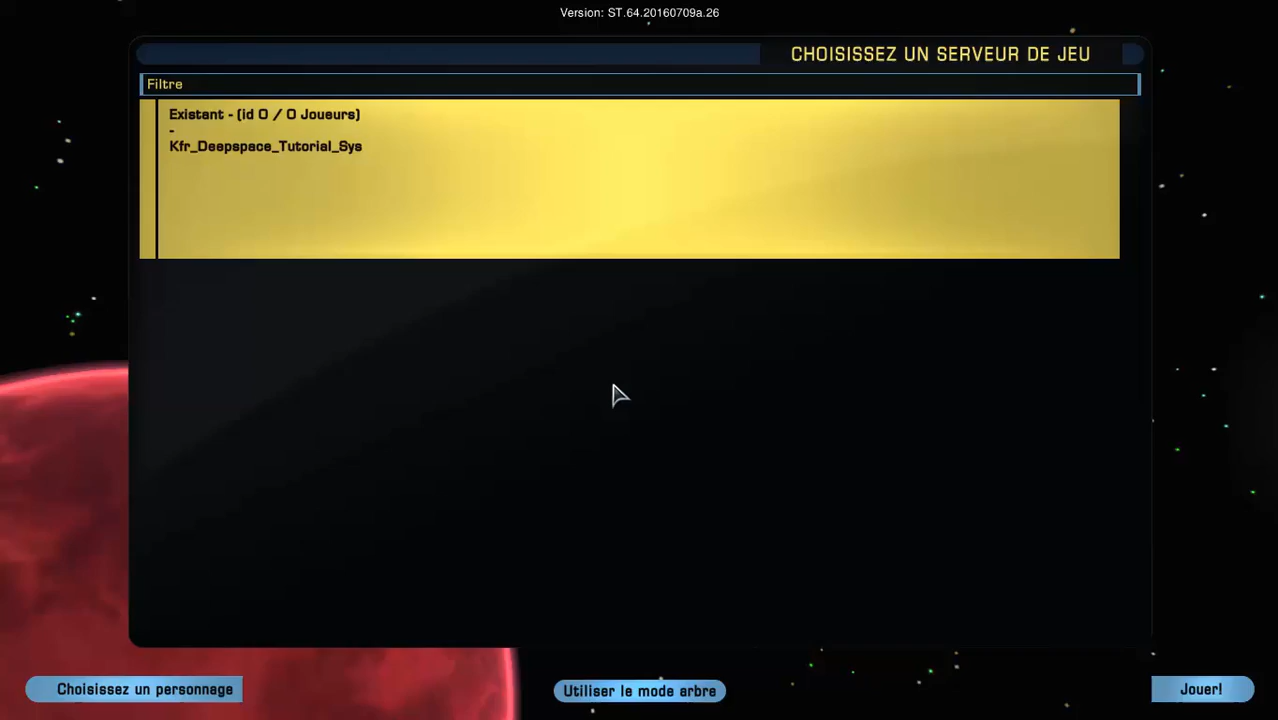 Version: ST.64.20160709a.26
CHOISISSEZ UN SERVEUR DE JEU
Filtre
Existant - (id 0 / 0 Joueurs)
-
Kfr_Deepspace_Tutorial_Sys
Choisissez un personnage
Utiliser le mode arbre
Jouer!